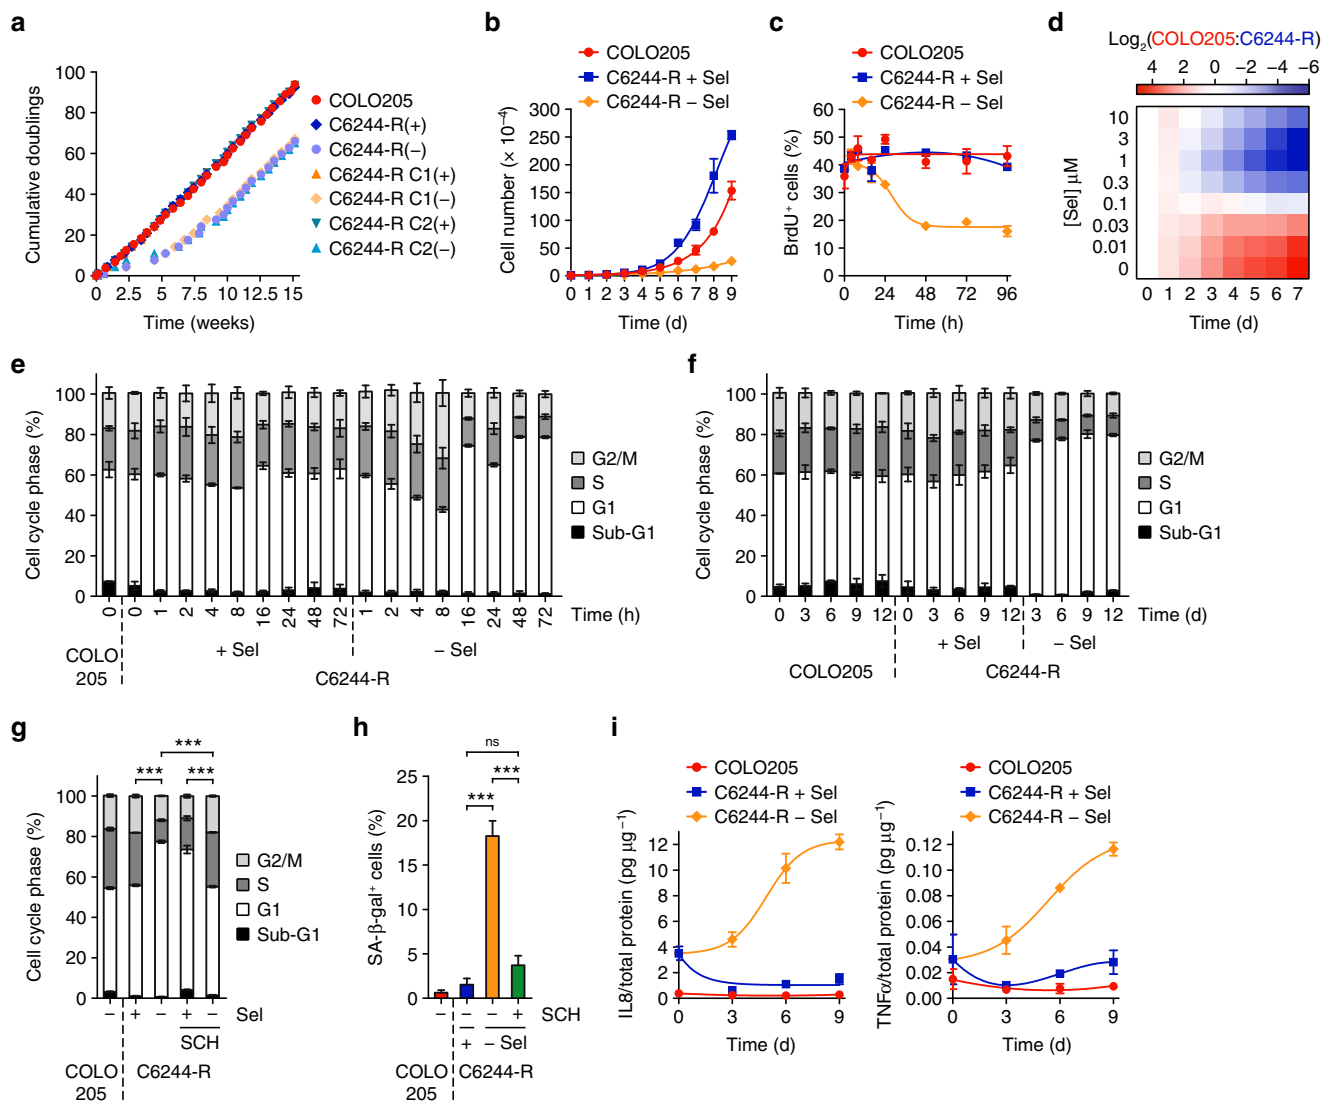 a
Cumulative doublings
100
80
60
40
20
0
0 2.5 5 7.5 10 12.5 15
Time (weeks)
COLO205
C6244-R(+)
C6244-R(−)
C6244-R C1(+)
C6244-R C1(−)
C6244-R C2(+)
C6244-R C2(−)
b
COLO205
C6244-R + Sel
C6244-R − Sel
Cell number (× 10⁻⁴)
300
250
200
150
100
50
0
0 1 2 3 4 5 6 7 8 9
Time (d)
c
COLO205
C6244-R + Sel
C6244-R − Sel
BrdU⁺ cells (%)
60
50
40
30
20
10
0
0 24 48 72 96
Time (h)
d
Log₂(COLO205:C6244-R)
4 2 0 −2 −4 −6
[Sel] μM
10
3
1
0.3
0.1
0.03
0.01
0
0 1 2 3 4 5 6 7
Time (d)
e
Cell cycle phase (%)
100
80
60
40
20
0
0 0 1 2 4 8 16 24 48 72 1 2 4 8 16 24 48 72 Time (h)
COLO
205
+ Sel
− Sel
C6244-R
G2/M
S
G1
Sub-G1
f
Cell cycle phase (%)
100
80
60
40
20
0
0 3 6 9 12 0 3 6 9 12 3 6 9 12 Time (d)
+ Sel
− Sel
COLO205
C6244-R
G2/M
S
G1
Sub-G1
g
***
*** ***
Cell cycle phase (%)
100
80
60
40
20
0
− + − + − Sel
SCH
COLO
205
C6244-R
G2/M
S
G1
Sub-G1
h
ns
***
***
SA-β-gal⁺ cells (%)
25
20
15
10
5
0
− − − + SCH
+ − Sel
COLO
205
C6244-R
i
COLO205
C6244-R + Sel
C6244-R − Sel
IL8/total protein (pg μg⁻¹)
12
10
8
6
4
2
0
0 3 6 9
Time (d)
COLO205
C6244-R + Sel
C6244-R − Sel
TNFα/total protein (pg μg⁻¹)
0.12
0.10
0.08
0.06
0.04
0.02
0.00
0 3 6 9
Time (d)